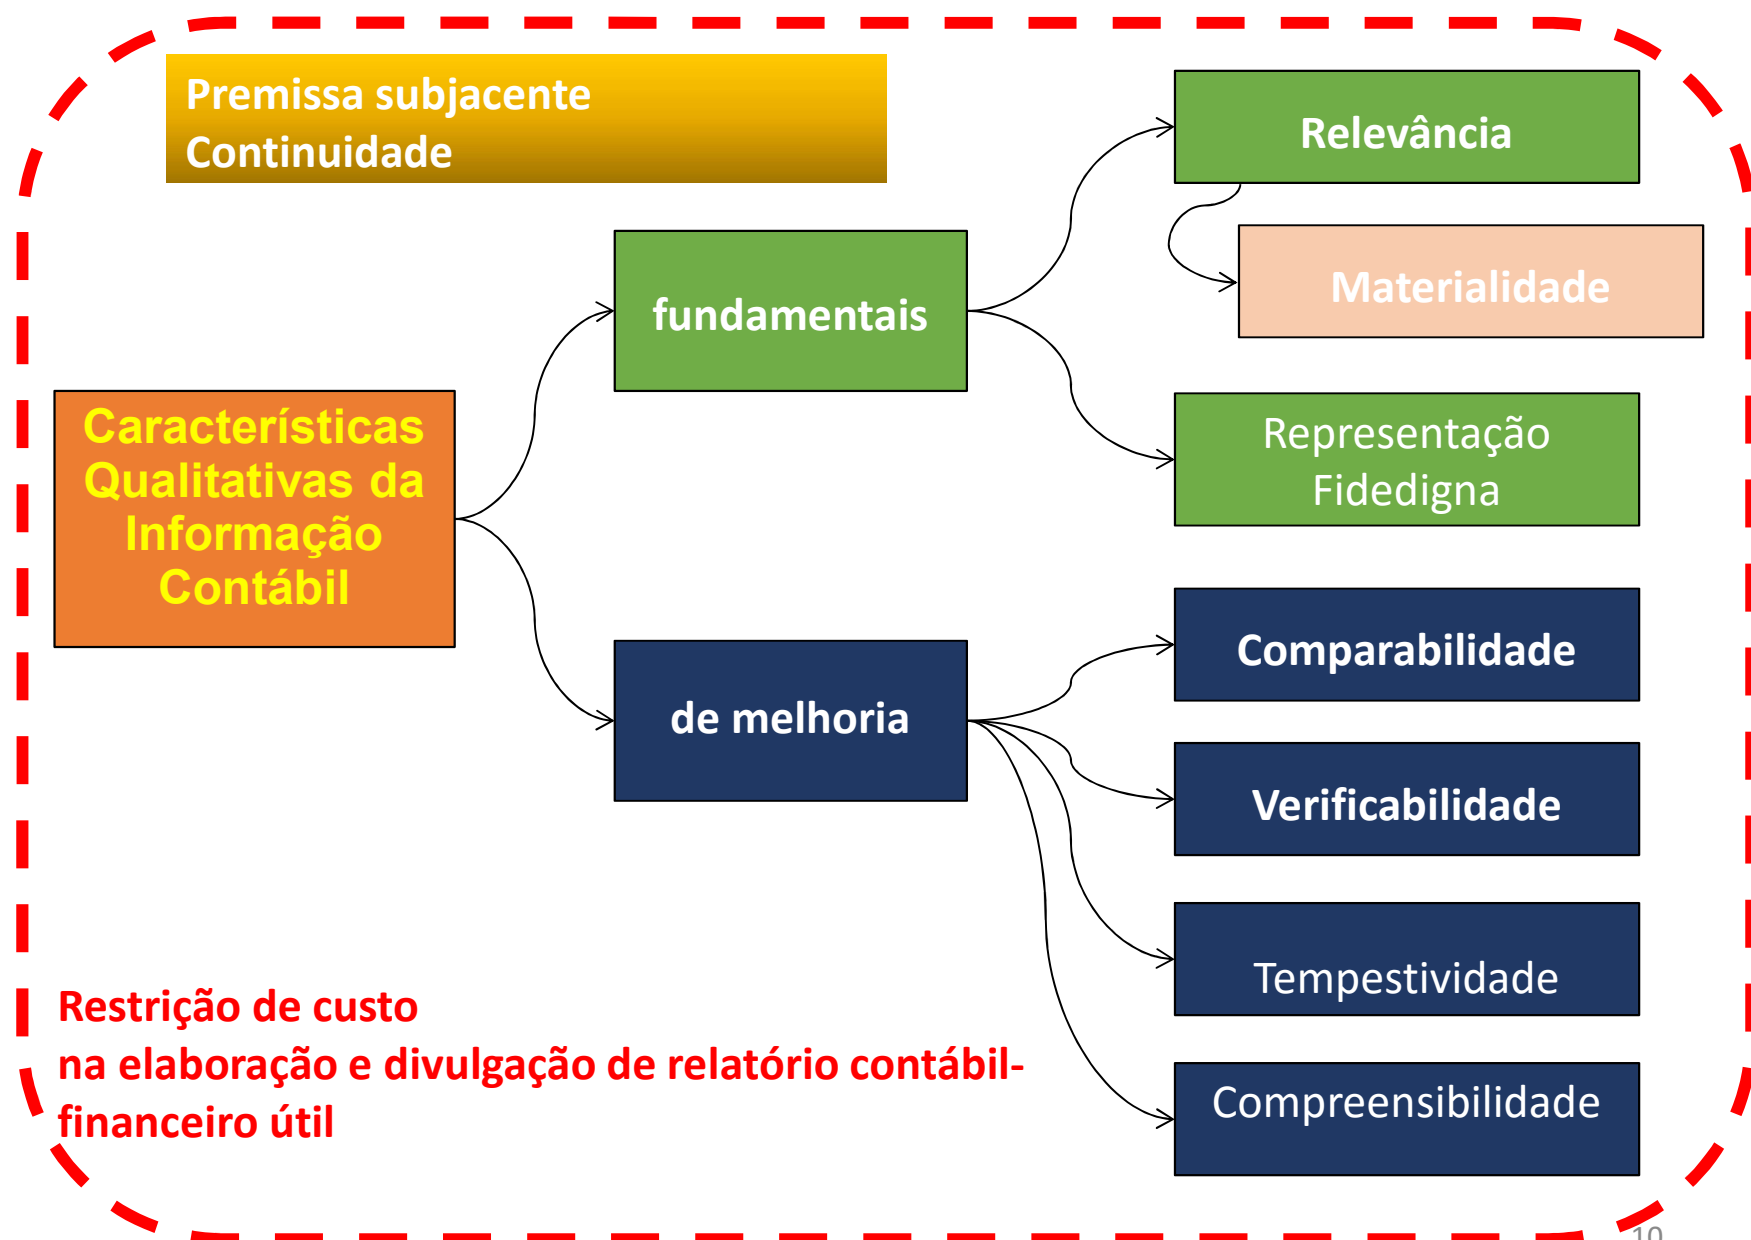 Premissa subjacente
Continuidade
Relevância
Materialidade
fundamentais
Representação
Fidedigna
Características
Qualitativas da
Informação
Contábil
Comparabilidade
de melhoria
Verificabilidade
Tempestividade
Compreensibilidade
Restrição de custo
na elaboração e divulgação de relatório contábil-
financeiro útil
10